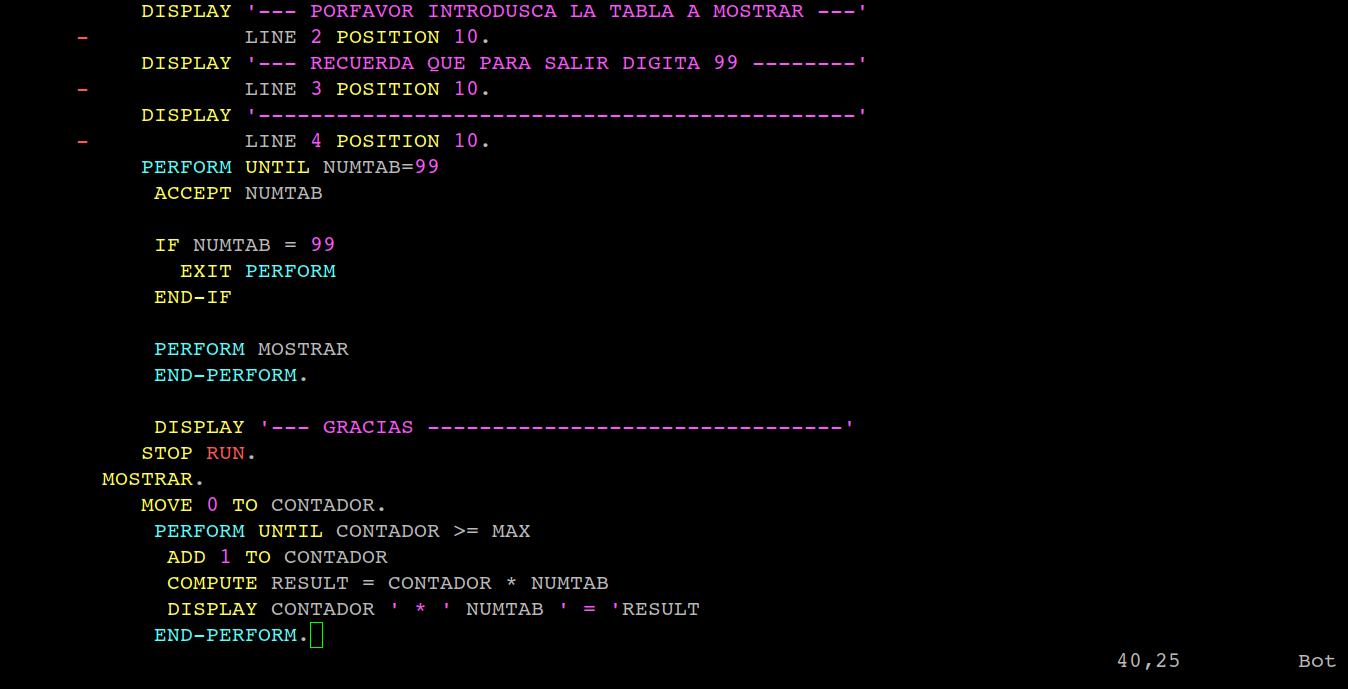 DISPLAY '--- PORFAVOR INTRODUSCA LA TABLA A MOSTRAR ---'
-            LINE 2 POSITION 10.
DISPLAY '--- RECUERDA QUE PARA SALIR DIGITA 99 --------'
-            LINE 3 POSITION 10.
DISPLAY '----------------------------------------------'
-            LINE 4 POSITION 10.
PERFORM UNTIL NUMTAB=99
ACCEPT NUMTAB
IF NUMTAB = 99
EXIT PERFORM
END-IF
PERFORM MOSTRAR
END-PERFORM.
DISPLAY '--- GRACIAS --------------------------------'
STOP RUN.
MOSTRAR.
MOVE 0 TO CONTADOR.
PERFORM UNTIL CONTADOR >= MAX
ADD 1 TO CONTADOR
COMPUTE RESULT = CONTADOR * NUMTAB
DISPLAY CONTADOR ' * ' NUMTAB ' = 'RESULT
END-PERFORM.
40,25         Bot